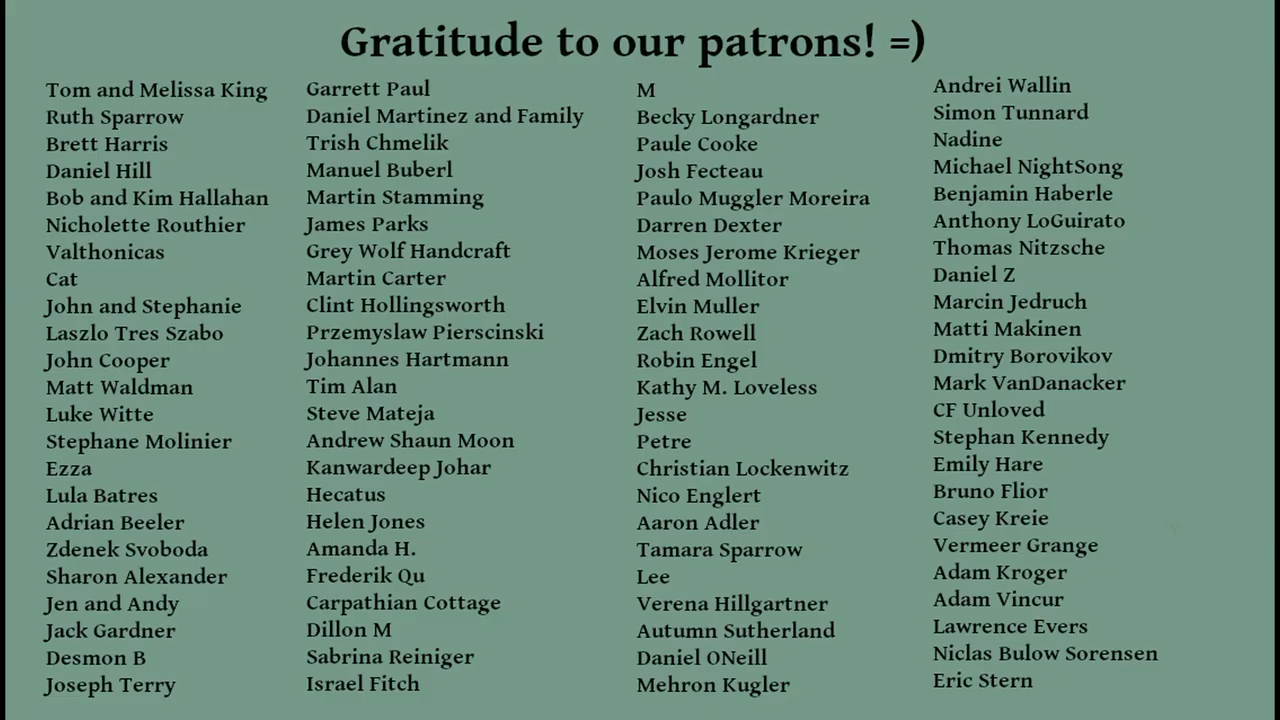 Gratitude to our patrons! =)
Tom and Melissa King
Ruth Sparrow
Brett Harris
Daniel Hill
Bob and Kim Hallahan
Nicholette Routhier
Valthonicas
Cat
John and Stephanie
Laszlo Tres Szabo
John Cooper
Matt Waldman
Luke Witte
Stephane Molinier
Ezza
Lula Batres
Adrian Beeler
Zdenek Svoboda
Sharon Alexander
Jen and Andy
Jack Gardner
Desmon B
Joseph Terry
Garrett Paul
Daniel Martinez and Family
Trish Chmelik
Manuel Buberl
Martin Stamming
James Parks
Grey Wolf Handcraft
Martin Carter
Clint Hollingsworth
Przemyslaw Pierscinski
Johannes Hartmann
Tim Alan
Steve Mateja
Andrew Shaun Moon
Kanwardeep Johar
Hecatus
Helen Jones
Amanda H.
Frederik Qu
Carpathian Cottage
Dillon M
Sabrina Reiniger
Israel Fitch
M
Becky Longardner
Paule Cooke
Josh Fecteau
Paulo Muggler Moreira
Darren Dexter
Moses Jerome Krieger
Alfred Mollitor
Elvin Muller
Zach Rowell
Robin Engel
Kathy M. Loveless
Jesse
Petre
Christian Lockenwitz
Nico Englert
Aaron Adler
Tamara Sparrow
Lee
Verena Hillgartner
Autumn Sutherland
Daniel ONeill
Mehron Kugler
Andrei Wallin
Simon Tunnard
Nadine
Michael NightSong
Benjamin Haberle
Anthony LoGuirato
Thomas Nitzsche
Daniel Z
Marcin Jedruch
Matti Makinen
Dmitry Borovikov
Mark VanDanacker
CF Unloved
Stephan Kennedy
Emily Hare
Bruno Flior
Casey Kreie
Vermeer Grange
Adam Kroger
Adam Vincur
Lawrence Evers
Niclas Bulow Sorensen
Eric Stern